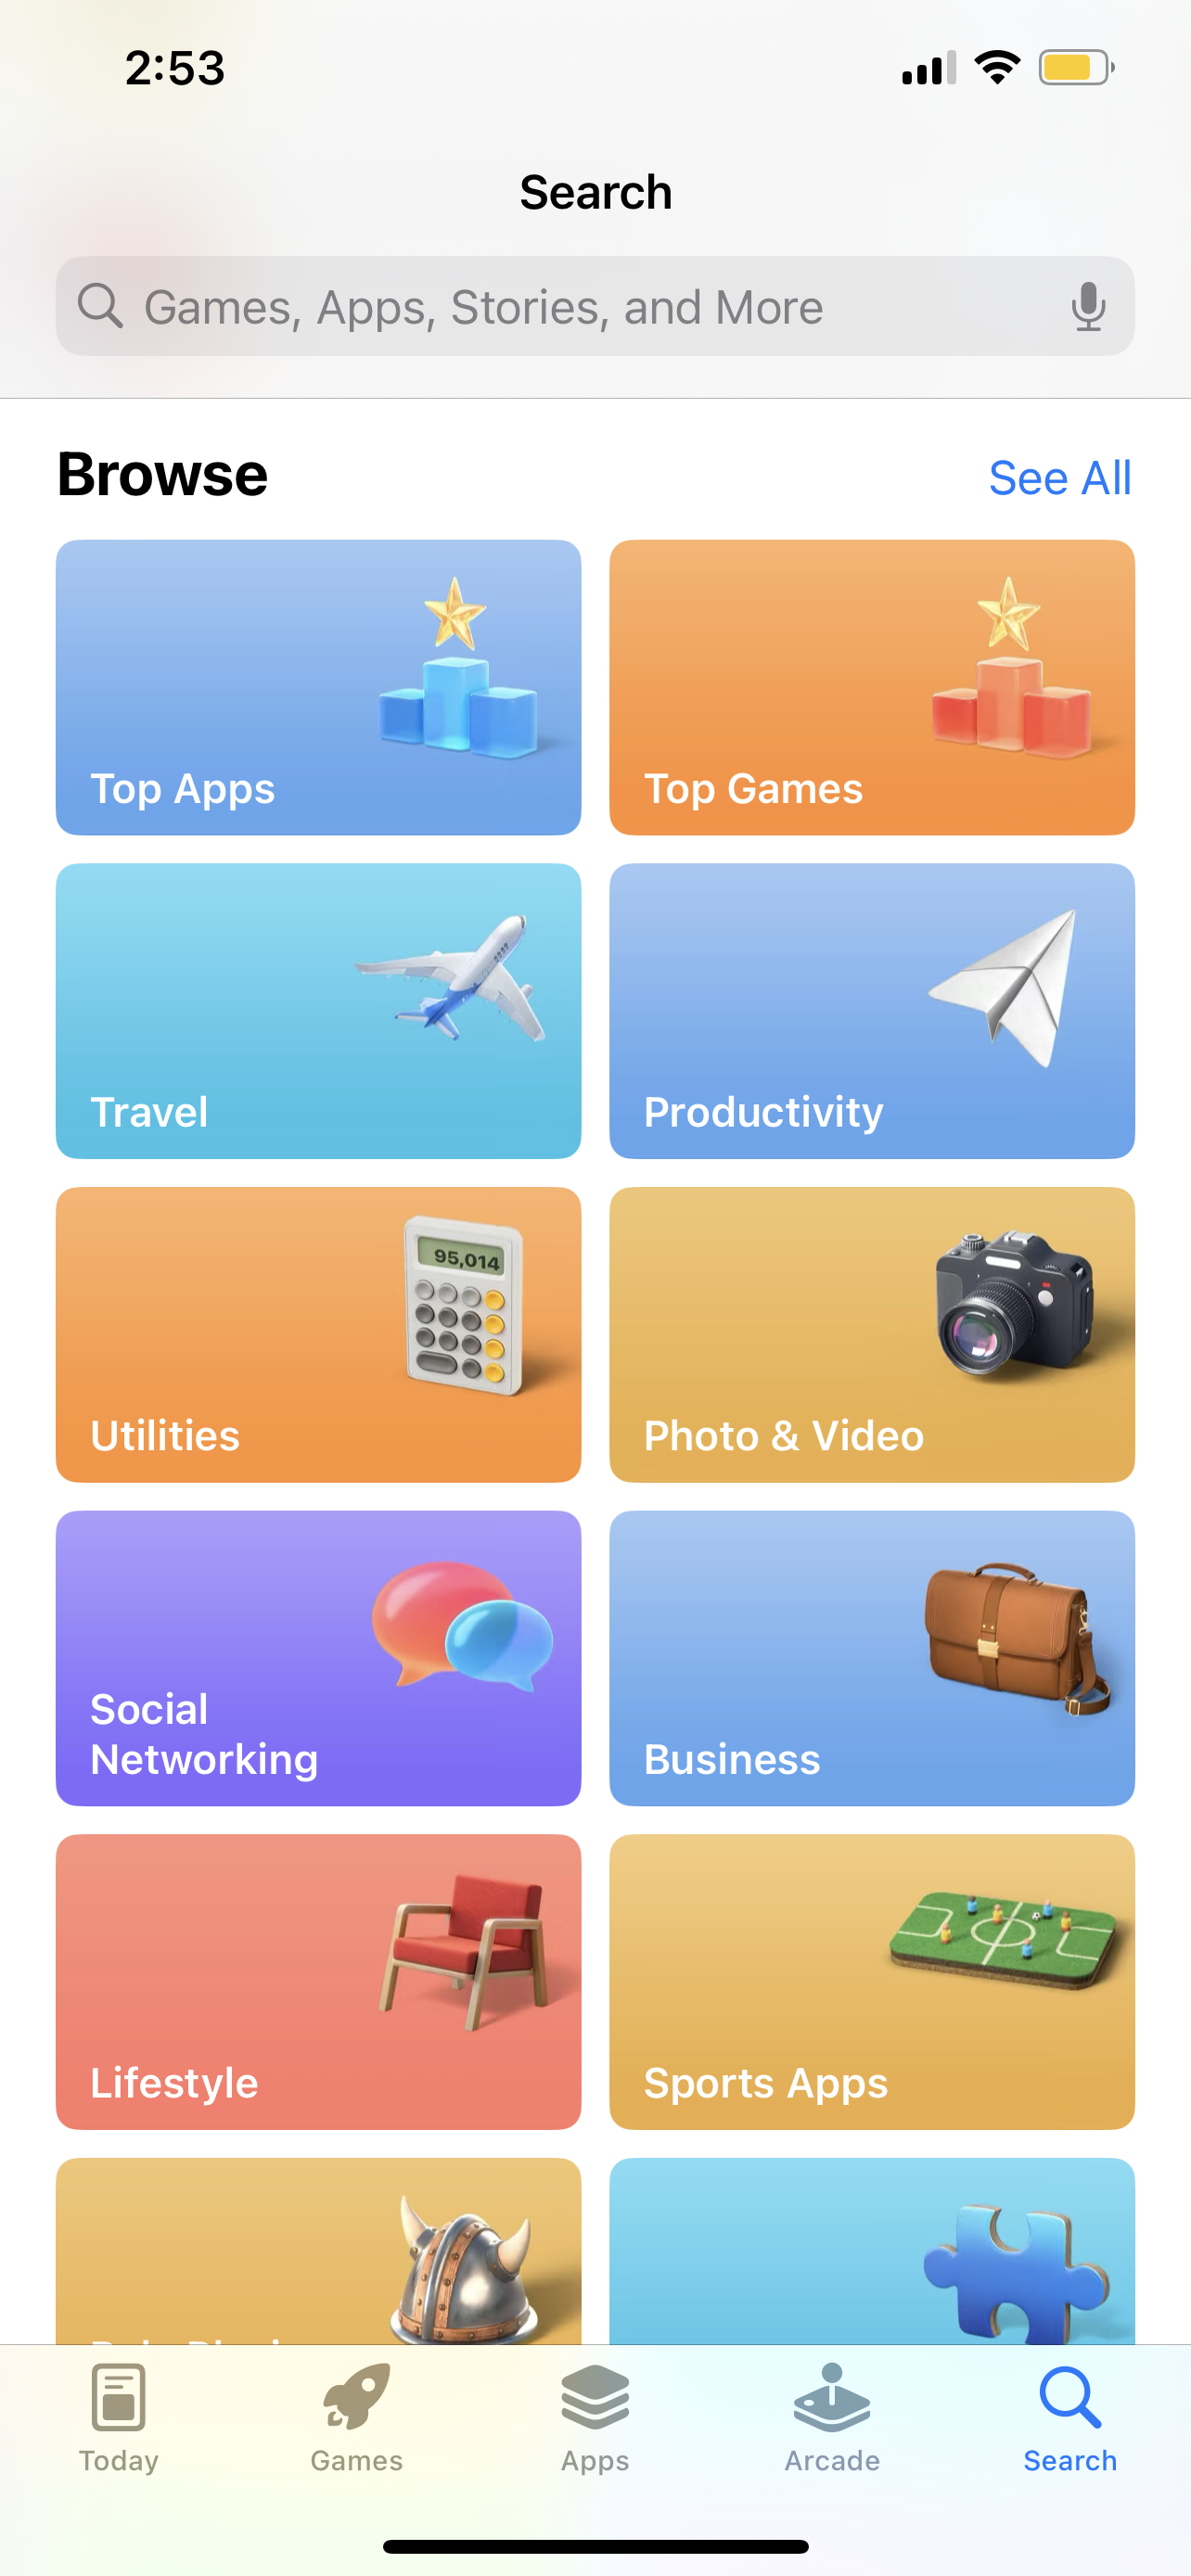 2:53
Search
Games, Apps, Stories, and More
Browse
See All
Top Apps
Top Games
Travel
Productivity
95,014
Utilities
Photo & Video
Social
Networking
Business
Lifestyle
Sports Apps
Today
Games
Apps
Arcade
Search